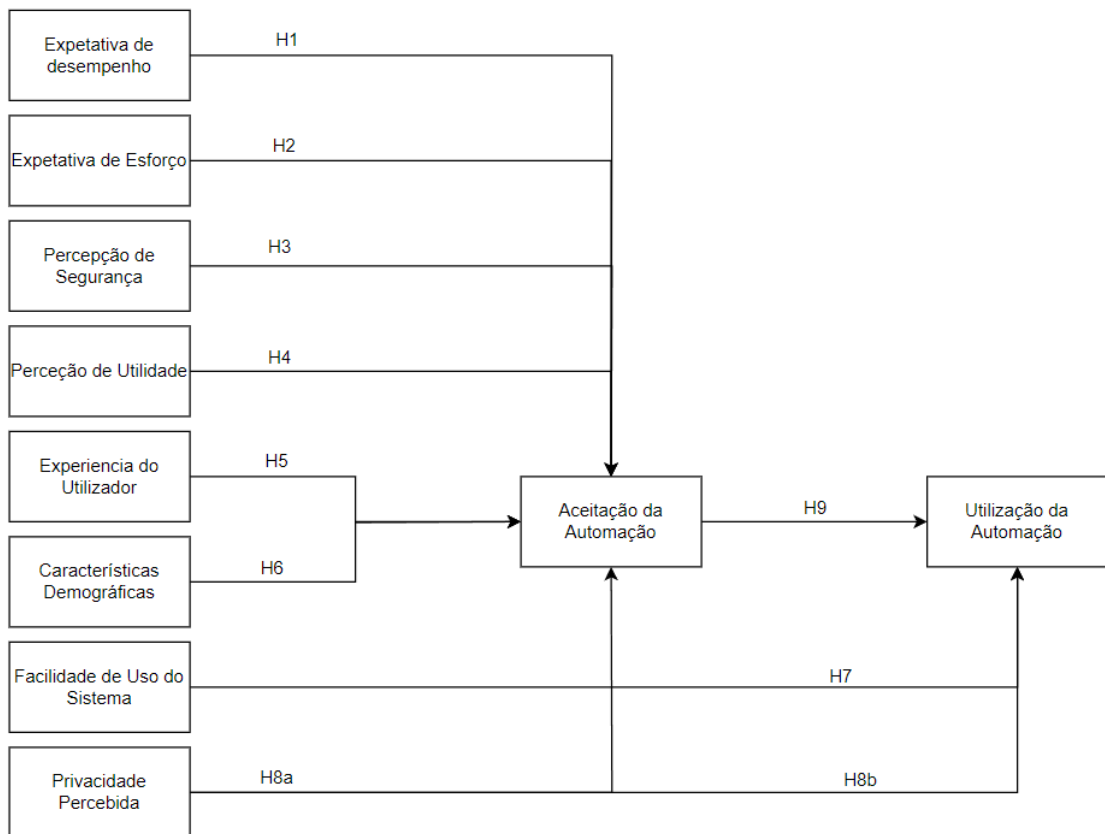 Expetativa de
desempenho
H1
Expetativa de Esforço
H2
Percepção de
Segurança
H3
Perceção de Utilidade
H4
Experiencia do
Utilizador
H5
Aceitação da
Automação
H9
Utilização da
Automação
Característícas
Demográficas
H6
Facilidade de Uso do
Sistema
H7
Privacidade
Percebida
H8a
H8b